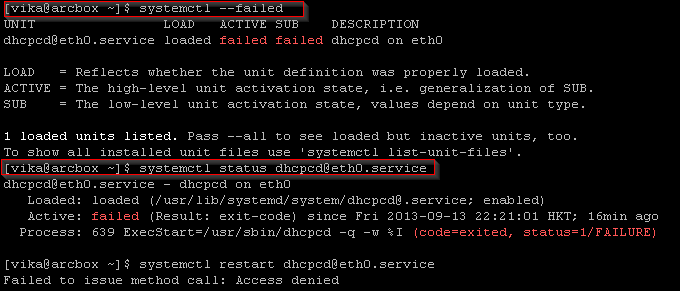 [vika@arcbox ~]$ systemctl --failed
UNIT                LOAD   ACTIVE SUB    DESCRIPTION
dhcpcd@eth0.service loaded failed failed dhcpcd on eth0

LOAD   = Reflects whether the unit definition was properly loaded.
ACTIVE = The high-level unit activation state, i.e. generalization of SUB.
SUB    = The low-level unit activation state, values depend on unit type.

1 loaded units listed. Pass --all to see loaded but inactive units, too.
To show all installed unit files use 'systemctl list-unit-files'.
[vika@arcbox ~]$ systemctl status dhcpcd@eth0.service
dhcpcd@eth0.service - dhcpcd on eth0
   Loaded: loaded (/usr/lib/systemd/system/dhcpcd@.service; enabled)
   Active: failed (Result: exit-code) since Fri 2013-09-13 22:21:01 HKT; 16min ago
  Process: 639 ExecStart=/usr/sbin/dhcpcd -q -w %I (code=exited, status=1/FAILURE)

[vika@arcbox ~]$ systemctl restart dhcpcd@eth0.service
Failed to issue method call: Access denied